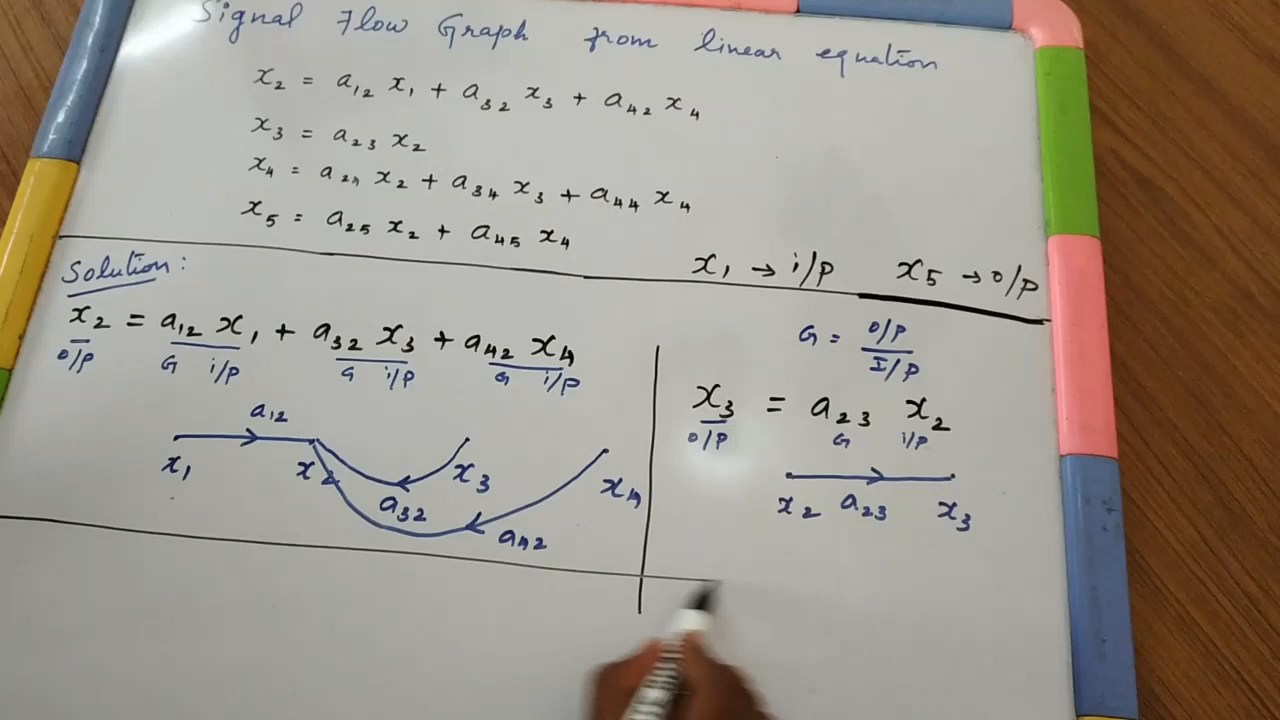 Signal Flow Graph from linear equation
x₂ = a₁₂ x₁ + a₃₂ x₃ + a₄₂ x₄
x₃ = a₂₃ x₂
x₄ = a₂₄ x₂ + a₃₄ x₃ + a₄₄ x₄
x₅ = a₂₅ x₂ + a₄₅ x₄
x₁ → i/p x₅ → o/p
Solution:
x₂ = a₁₂ x₁ + a₃₂ x₃ + a₄₂ x₄
o/p G i/p G i/p G i/p
a₁₂
x₁ x₂ x₃ x₄
a₃₂
a₄₂
G = o/p
I/p
x₃ = a₂₃ x₂
o/p G i/p
x₂ a₂₃ x₃